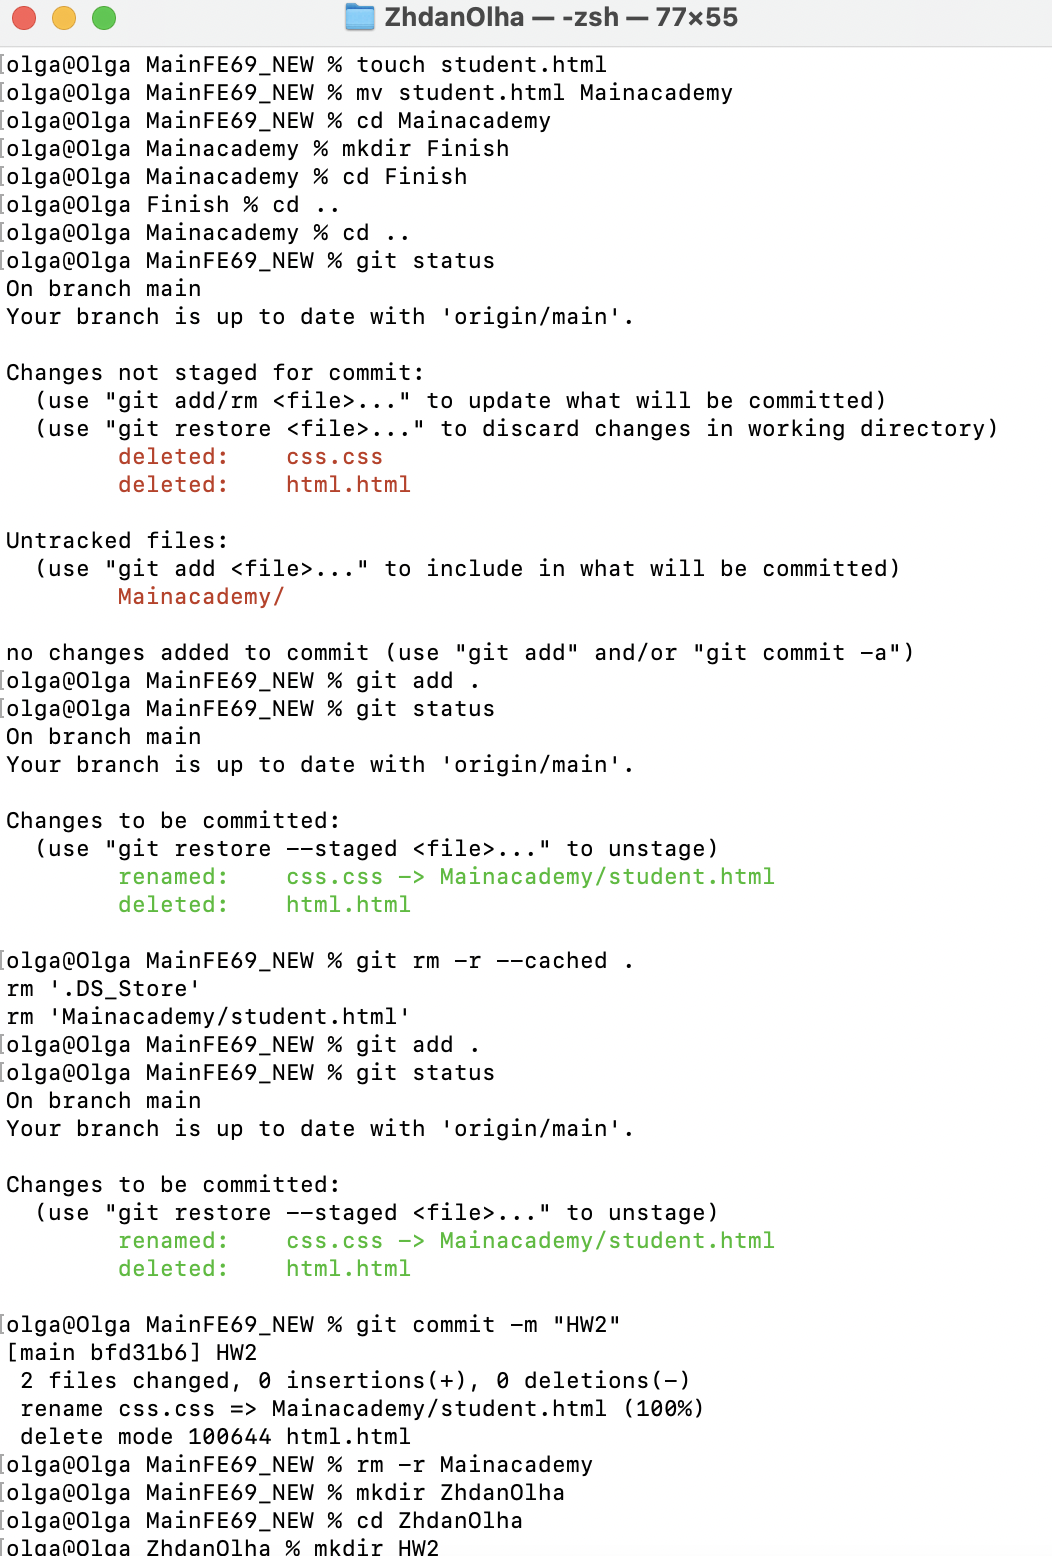 ZhdanOlha — -zsh — 77×55
[olga@Olga MainFE69_NEW % touch student.html
[olga@Olga MainFE69_NEW % mv student.html Mainacademy
[olga@Olga MainFE69_NEW % cd Mainacademy
[olga@Olga Mainacademy % mkdir Finish
[olga@Olga Mainacademy % cd Finish
[olga@Olga Finish % cd ..
[olga@Olga Mainacademy % cd ..
[olga@Olga MainFE69_NEW % git status
On branch main
Your branch is up to date with 'origin/main'.
Changes not staged for commit:
  (use "git add/rm <file>..." to update what will be committed)
  (use "git restore <file>..." to discard changes in working directory)
        deleted:    css.css
        deleted:    html.html
Untracked files:
  (use "git add <file>..." to include in what will be committed)
        Mainacademy/
no changes added to commit (use "git add" and/or "git commit -a")
[olga@Olga MainFE69_NEW % git add .
[olga@Olga MainFE69_NEW % git status
On branch main
Your branch is up to date with 'origin/main'.
Changes to be committed:
  (use "git restore --staged <file>..." to unstage)
        renamed:    css.css -> Mainacademy/student.html
        deleted:    html.html
[olga@Olga MainFE69_NEW % git rm -r --cached .
rm '.DS_Store'
rm 'Mainacademy/student.html'
[olga@Olga MainFE69_NEW % git add .
[olga@Olga MainFE69_NEW % git status
On branch main
Your branch is up to date with 'origin/main'.
Changes to be committed:
  (use "git restore --staged <file>..." to unstage)
        renamed:    css.css -> Mainacademy/student.html
        deleted:    html.html
[olga@Olga MainFE69_NEW % git commit -m "HW2"
[main bfd31b6] HW2
 2 files changed, 0 insertions(+), 0 deletions(-)
 rename css.css => Mainacademy/student.html (100%)
 delete mode 100644 html.html
[olga@Olga MainFE69_NEW % rm -r Mainacademy
[olga@Olga MainFE69_NEW % mkdir ZhdanOlha
[olga@Olga MainFE69_NEW % cd ZhdanOlha
[olga@Olga ZhdanOlha % mkdir HW2